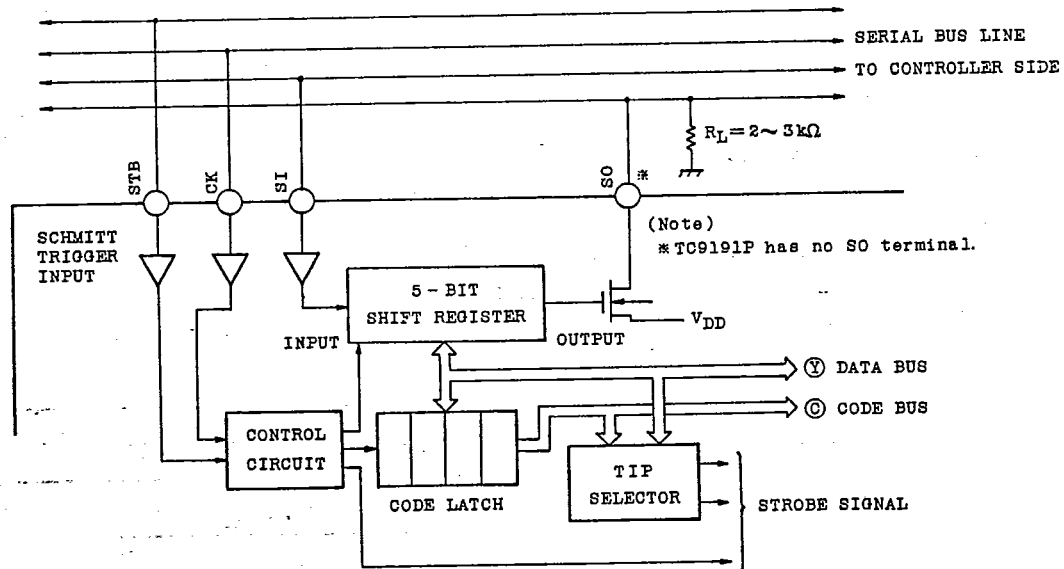 SERIAL BUS LINE
TO CONTROLLER SIDE
R_L=2~3kΩ
STB
CK
SI
SO
※
(Note)
※TC9191P has no SO terminal.
SCHMITT
TRIGGER
INPUT
5-BIT
SHIFT REGISTER
INPUT
OUTPUT
V_DD
Ⓨ DATA BUS
Ⓒ CODE BUS
CONTROL
CIRCUIT
CODE LATCH
TIP
SELECTOR
STROBE SIGNAL